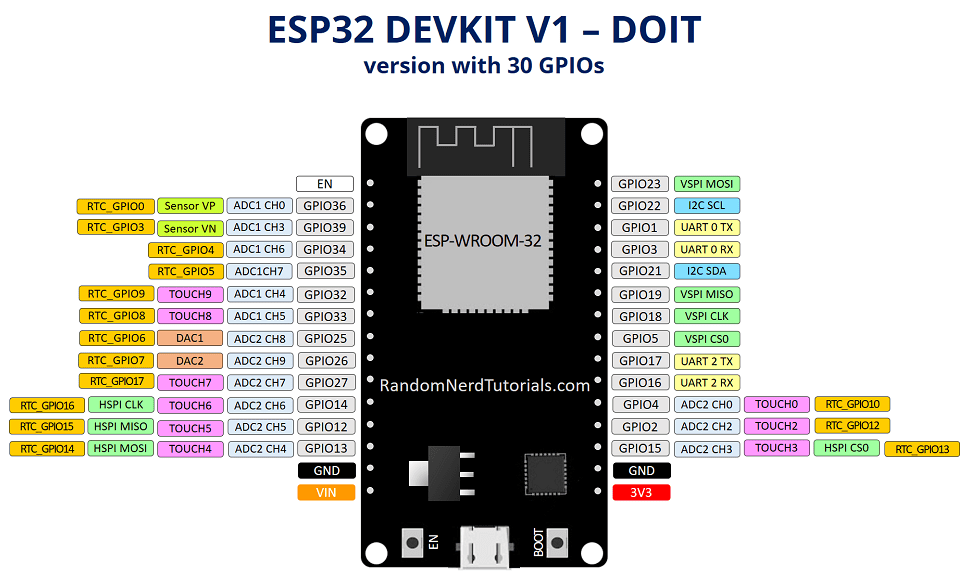 ESP32 DEVKIT V1 – DOIT
version with 30 GPIOs
EN
GPIO23 VSPI MOSI
RTC_GPIO0 Sensor VP ADC1 CH0 GPIO36
GPIO22 I2C SCL
RTC_GPIO3 Sensor VN ADC1 CH3 GPIO39
GPIO1 UART 0 TX
RTC_GPIO4 ADC1 CH6 GPIO34
GPIO3 UART 0 RX
ESP-WROOM-32
RTC_GPIO5 ADC1CH7 GPIO35
GPIO21 I2C SDA
RTC_GPIO9 TOUCH9 ADC1 CH4 GPIO32
GPIO19 VSPI MISO
RTC_GPIO8 TOUCH8 ADC1 CH5 GPIO33
GPIO18 VSPI CLK
RTC_GPIO6 DAC1 ADC2 CH8 GPIO25
GPIO5 VSPI CS0
RTC_GPIO7 DAC2 ADC2 CH9 GPIO26
GPIO17 UART 2 TX
RTC_GPIO17 TOUCH7 ADC2 CH7 GPIO27
GPIO16 UART 2 RX
RandomNerdTutorials.com
RTC_GPIO16 HSPI CLK TOUCH6 ADC2 CH6 GPIO14
GPIO4 ADC2 CH0 TOUCH0 RTC_GPIO10
RTC_GPIO15 HSPI MISO TOUCH5 ADC2 CH5 GPIO12
GPIO2 ADC2 CH2 TOUCH2 RTC_GPIO12
RTC_GPIO14 HSPI MOSI TOUCH4 ADC2 CH4 GPIO13
GPIO15 ADC2 CH3 TOUCH3 HSPI CS0 RTC_GPIO13
GND
GND
VIN
3V3
EN
BOOT